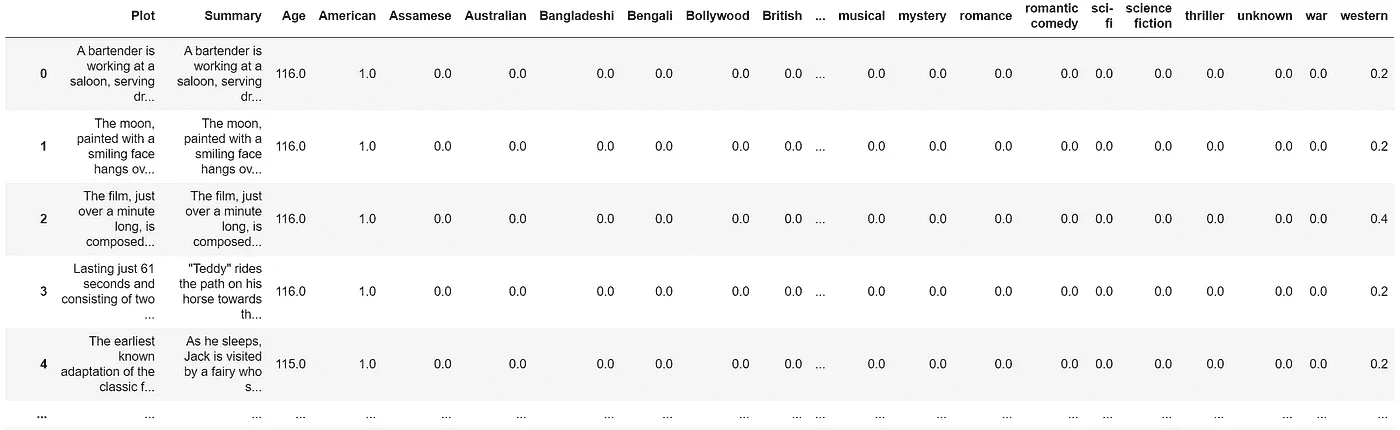 Plot Summary Age American Assamese Australian Bangladeshi Bengali Bollywood British ... musical mystery romance romantic comedy sci-fi science fiction thriller unknown war western
0 A bartender is working at a saloon, serving dr... A bartender is working at a saloon, serving dr... 116.0 1.0 0.0 0.0 0.0 0.0 0.0 0.0 ... 0.0 0.0 0.0 0.0 0.0 0.0 0.0 0.0 0.0 0.2
1 The moon, painted with a smiling face hangs ov... The moon, painted with a smiling face hangs ov... 116.0 1.0 0.0 0.0 0.0 0.0 0.0 0.0 ... 0.0 0.0 0.0 0.0 0.0 0.0 0.0 0.0 0.0 0.2
2 The film, just over a minute long, is composed... The film, just over a minute long, is composed... 116.0 1.0 0.0 0.0 0.0 0.0 0.0 0.0 ... 0.0 0.0 0.0 0.0 0.0 0.0 0.0 0.0 0.0 0.4
3 Lasting just 61 seconds and consisting of two ... "Teddy" rides the path on his horse towards th... 116.0 1.0 0.0 0.0 0.0 0.0 0.0 0.0 ... 0.0 0.0 0.0 0.0 0.0 0.0 0.0 0.0 0.0 0.2
4 The earliest known adaptation of the classic f... As he sleeps, Jack is visited by a fairy who s... 115.0 1.0 0.0 0.0 0.0 0.0 0.0 0.0 ... 0.0 0.0 0.0 0.0 0.0 0.0 0.0 0.0 0.0 0.2
... ... ... ... ... ... ... ... ... ... ... ... ... ... ... ... ... ... ... ... ... ...